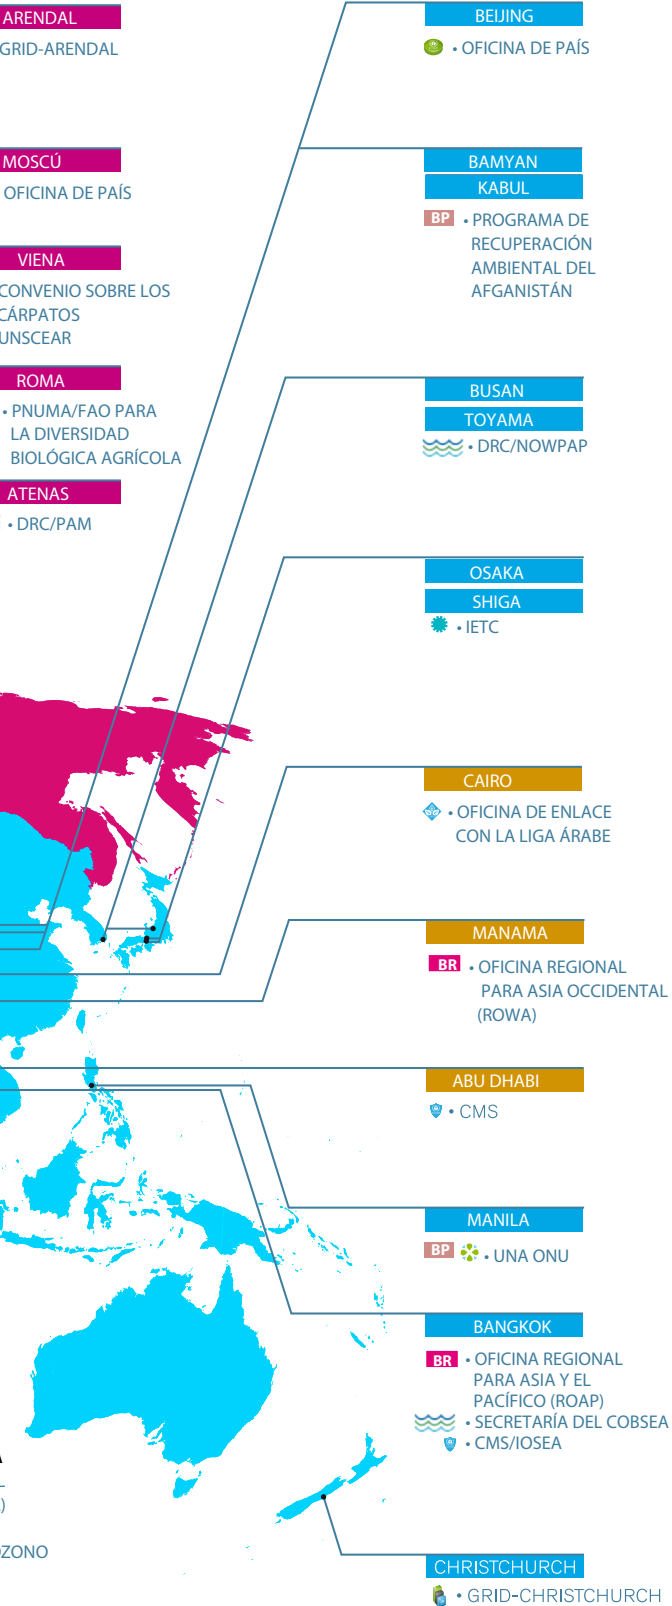 ARENDAL
GRID-ARENDAL
MOSCÚ
OFICINA DE PAÍS
VIENA
CONVENIO SOBRE LOS
CÁRPATOS
UNSCEAR
ROMA
• PNUMA/FAO PARA
LA DIVERSIDAD
BIOLÓGICA AGRÍCOLA
ATENAS
• DRC/PAM
BEIJING
• OFICINA DE PAÍS
BAMYAN
KABUL
BP • PROGRAMA DE
RECUPERACIÓN
AMBIENTAL DEL
AFGANISTÁN
BUSAN
TOYAMA
• DRC/NOWPAP
OSAKA
SHIGA
• IETC
CAIRO
• OFICINA DE ENLACE
CON LA LIGA ÁRABE
MANAMA
BR • OFICINA REGIONAL
PARA ASIA OCCIDENTAL
(ROWA)
ABU DHABI
• CMS
MANILA
BP • UNA ONU
BANGKOK
BR • OFICINA REGIONAL
PARA ASIA Y EL
PACÍFICO (ROAP)
• SECRETARÍA DEL COBSEA
• CMS/IOSEA
CHRISTCHURCH
• GRID-CHRISTCHURCH
OZONO